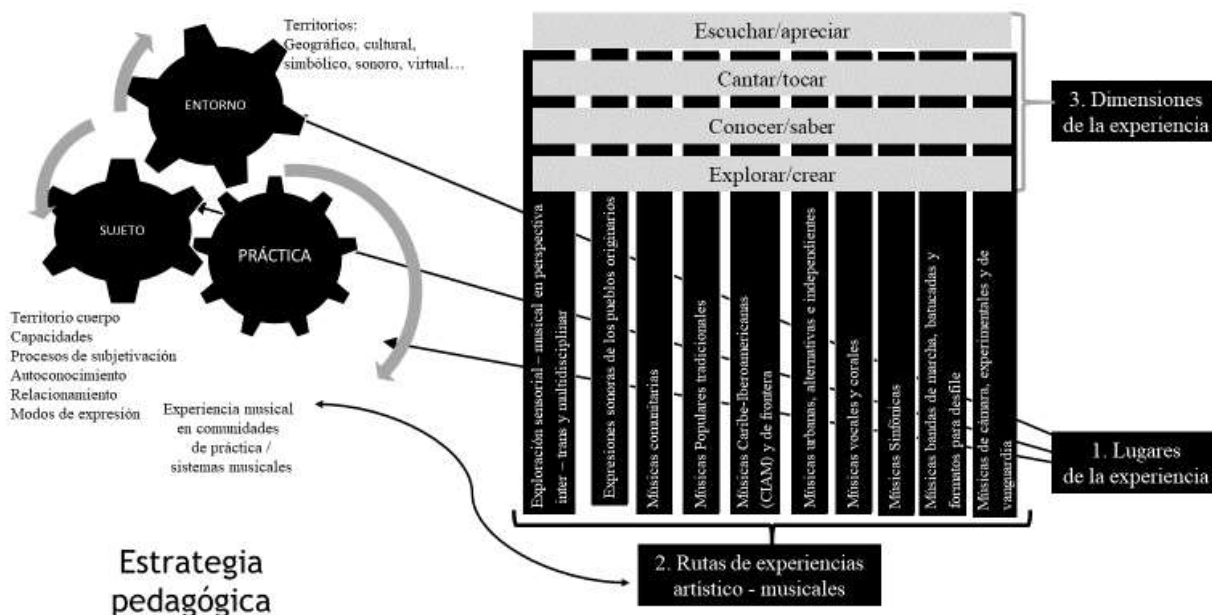 Territorios:
Geográfico, cultural,
simbólico, sonoro, virtual...
ENTORNO
SUJETO
PRÁCTICA
Territorio cuerpo
Capacidades
Procesos de subjetivación
Autoconocimiento
Relacionamiento
Modos de expresión
Experiencia musical
en comunidades
de práctica /
sistemas musicales
Estrategia
pedagógica
Escuchar/apreciar
Cantar/tocar
Conocer/saber
Explorar/crear
3. Dimensiones
de la experiencia
Exploración sensorial – musical en perspectiva
inter – trans y multidisciplinar
Expresiones sonoras de los pueblos originarios
Músicas comunitarias
Músicas Populares tradicionales
Músicas Caribe-Iberoamericanas
(CIAM) y de frontera
Músicas urbanas, alternativas e independientes
Músicas vocales y corales
Músicas Sinfónicas
Músicas bandas de marcha, batucadas y
formatos para desfile
Músicas de cámara, experimentales y de
vanguardia
1. Lugares
de la experiencia
2. Rutas de experiencias
artístico - musicales